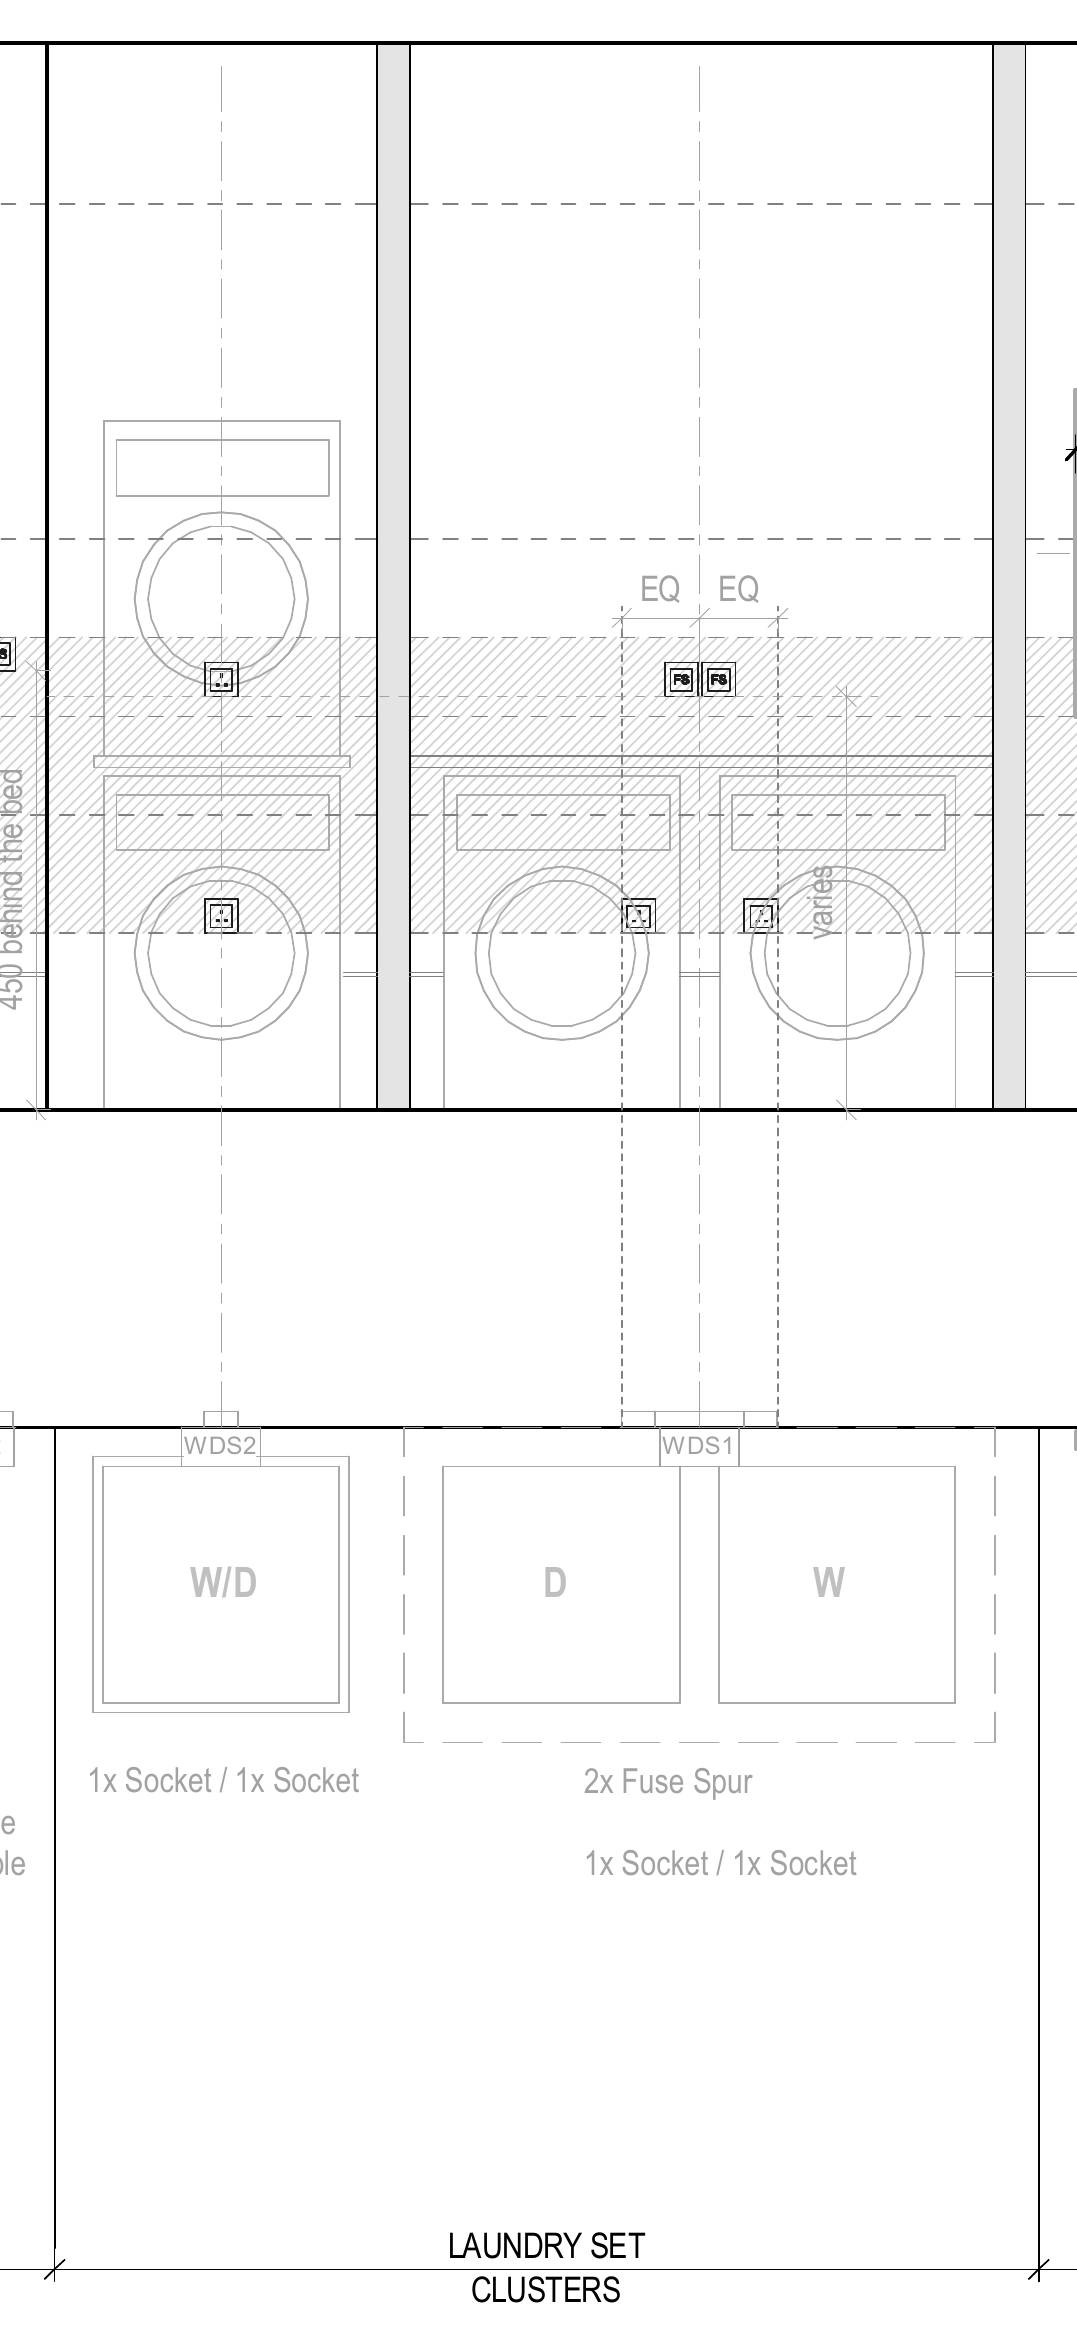 EQ EQ
S
FS FS
450 behind the bed
varies
WDS2
WDS1
W/D
D
W
1x Socket / 1x Socket
2x Fuse Spur
e
ole
1x Socket / 1x Socket
LAUNDRY SET
CLUSTERS